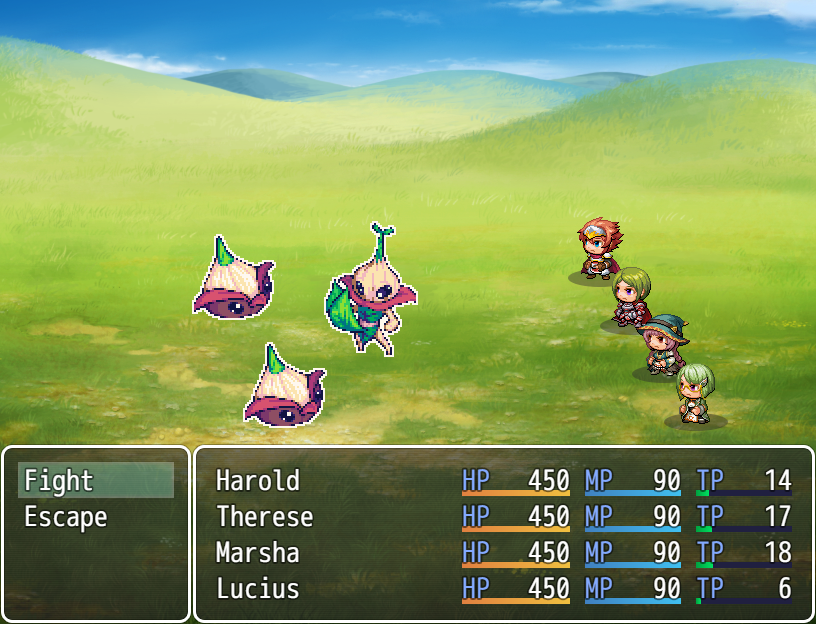 Fight
Escape
Harold HP 450 MP 90 TP 14
Therese HP 450 MP 90 TP 17
Marsha HP 450 MP 90 TP 18
Lucius HP 450 MP 90 TP 6